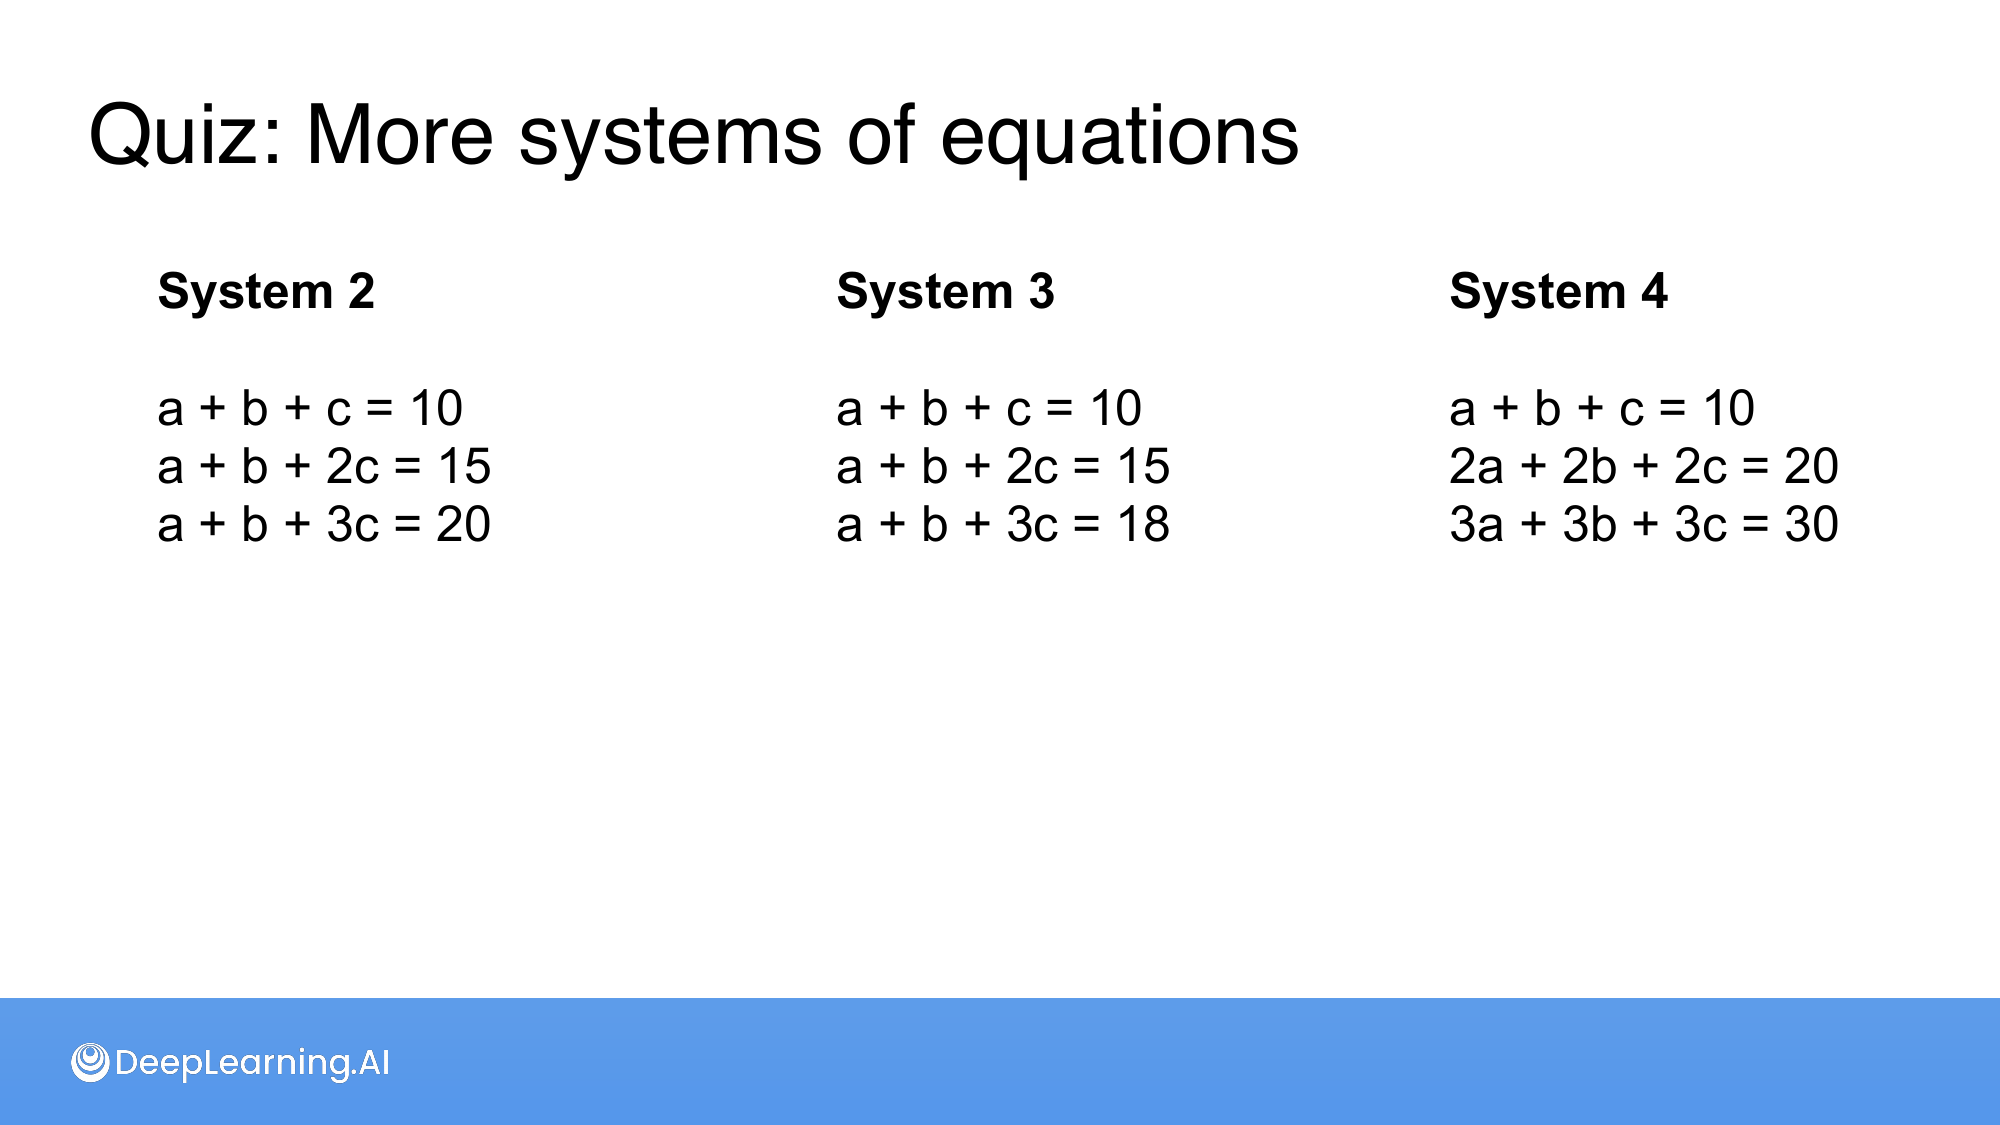 Quiz: More systems of equations
System 2
a + b + c = 10
a + b + 2c = 15
a + b + 3c = 20
System 3
a + b + c = 10
a + b + 2c = 15
a + b + 3c = 18
System 4
a + b + c = 10
2a + 2b + 2c = 20
3a + 3b + 3c = 30
DeepLearning.AI